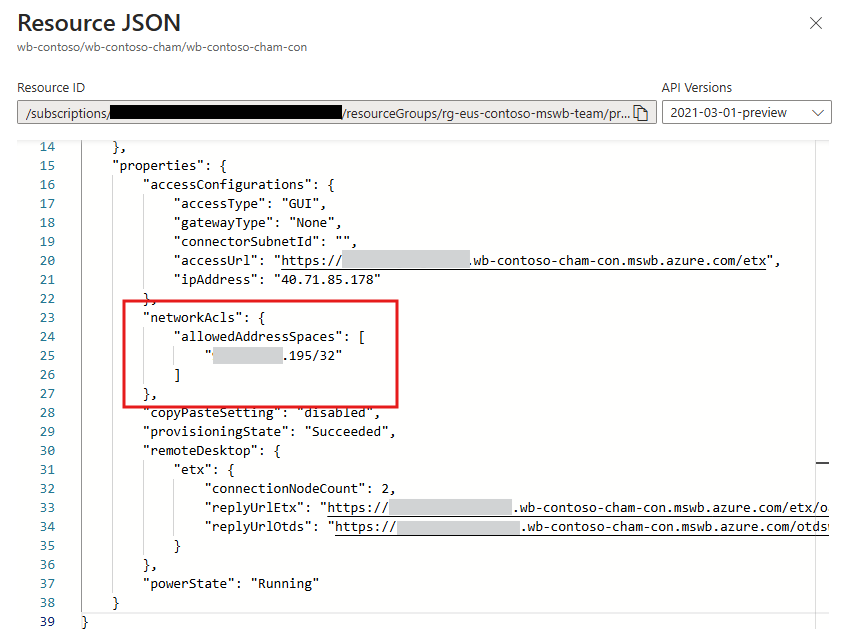 Resource JSON
wb-contoso/wb-contoso-cham/wb-contoso-cham-con
Resource ID
API Versions
/subscriptions/ /resourceGroups/rg-eus-contoso-mswb-team/pr...
2021-03-01-preview
14 },
15 "properties": {
16 "accessConfigurations": {
17 "accessType": "GUI",
18 "gatewayType": "None",
19 "connectorSubnetId": "",
20 "accessUrl": "https:// .wb-contoso-cham-con.mswb.azure.com/etx",
21 "ipAddress": "40.71.85.178"
22 },
23 "networkAcls": {
24 "allowedAddressSpaces": [
25 " .195/32"
26 ]
27 },
28 "copyPasteSetting": "disabled",
29 "provisioningState": "Succeeded",
30 "remoteDesktop": {
31 "etx": {
32 "connectionNodeCount": 2,
33 "replyUrlEtx": "https:// .wb-contoso-cham-con.mswb.azure.com/etx/o
34 "replyUrlOtds": "https:// .wb-contoso-cham-con.mswb.azure.com/otds
35 }
36 },
37 "powerState": "Running"
38 }
39 }